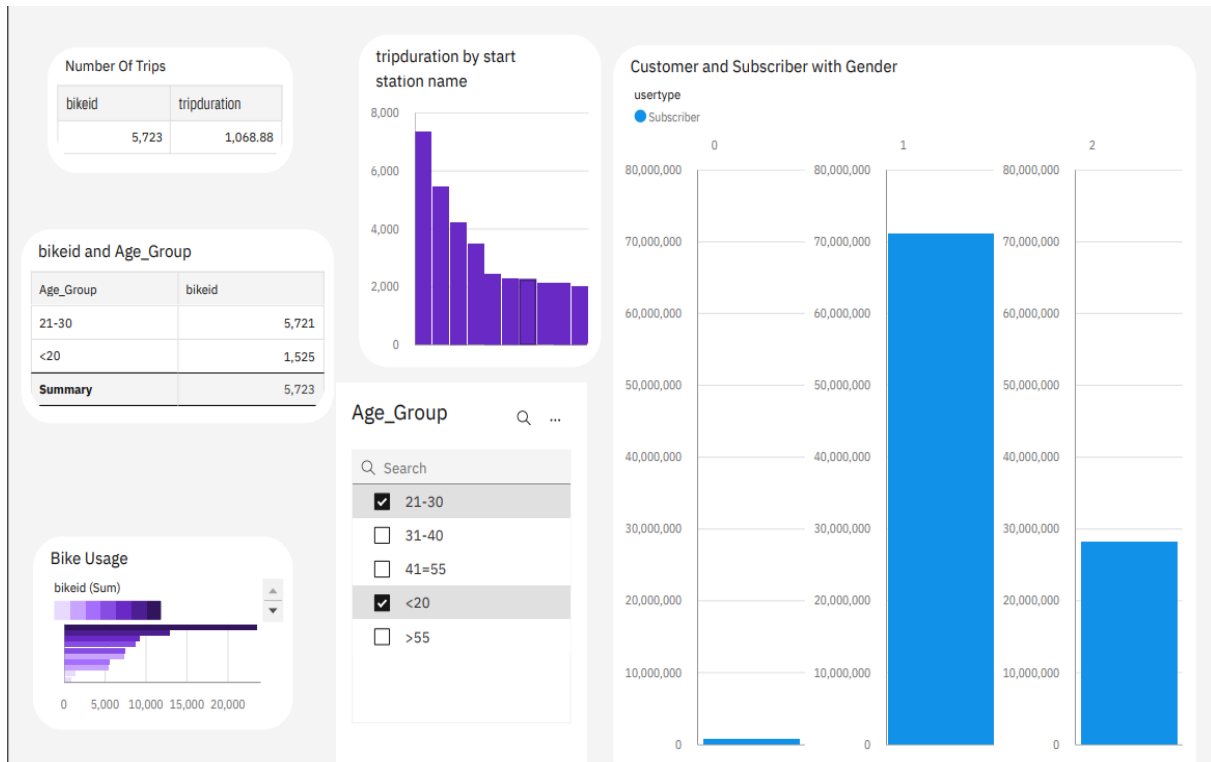 Number Of Trips
bikeid tripduration
5,723 1,068.88
bikeid and Age_Group
Age_Group bikeid
21-30 5,721
<20 1,525
Summary 5,723
Bike Usage
bikeid (Sum)
0 5,000 10,000 15,000 20,000
tripduration by start
station name
8,000
6,000
4,000
2,000
0
Age_Group ...
Search
21-30
31-40
41=55
<20
>55
Customer and Subscriber with Gender
usertype
Subscriber
0 1 2
80,000,000 80,000,000 80,000,000
70,000,000 70,000,000 70,000,000
60,000,000 60,000,000 60,000,000
50,000,000 50,000,000 50,000,000
40,000,000 40,000,000 40,000,000
30,000,000 30,000,000 30,000,000
20,000,000 20,000,000 20,000,000
10,000,000 10,000,000 10,000,000
0 0 0